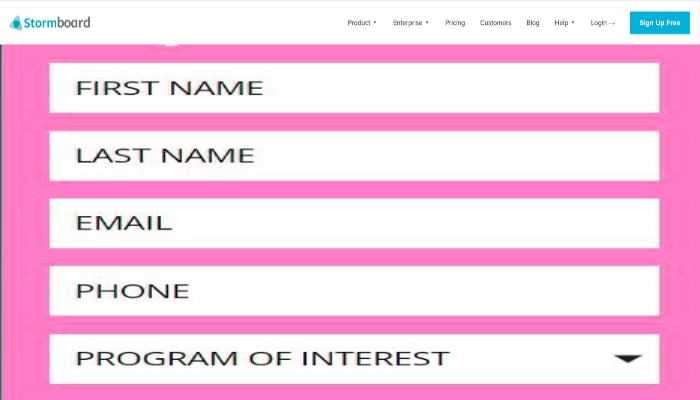 Stormboard
Product Enterprise Pricing Customers Blog Help Login → Sign Up Free
FIRST NAME
LAST NAME
EMAIL
PHONE
PROGRAM OF INTEREST